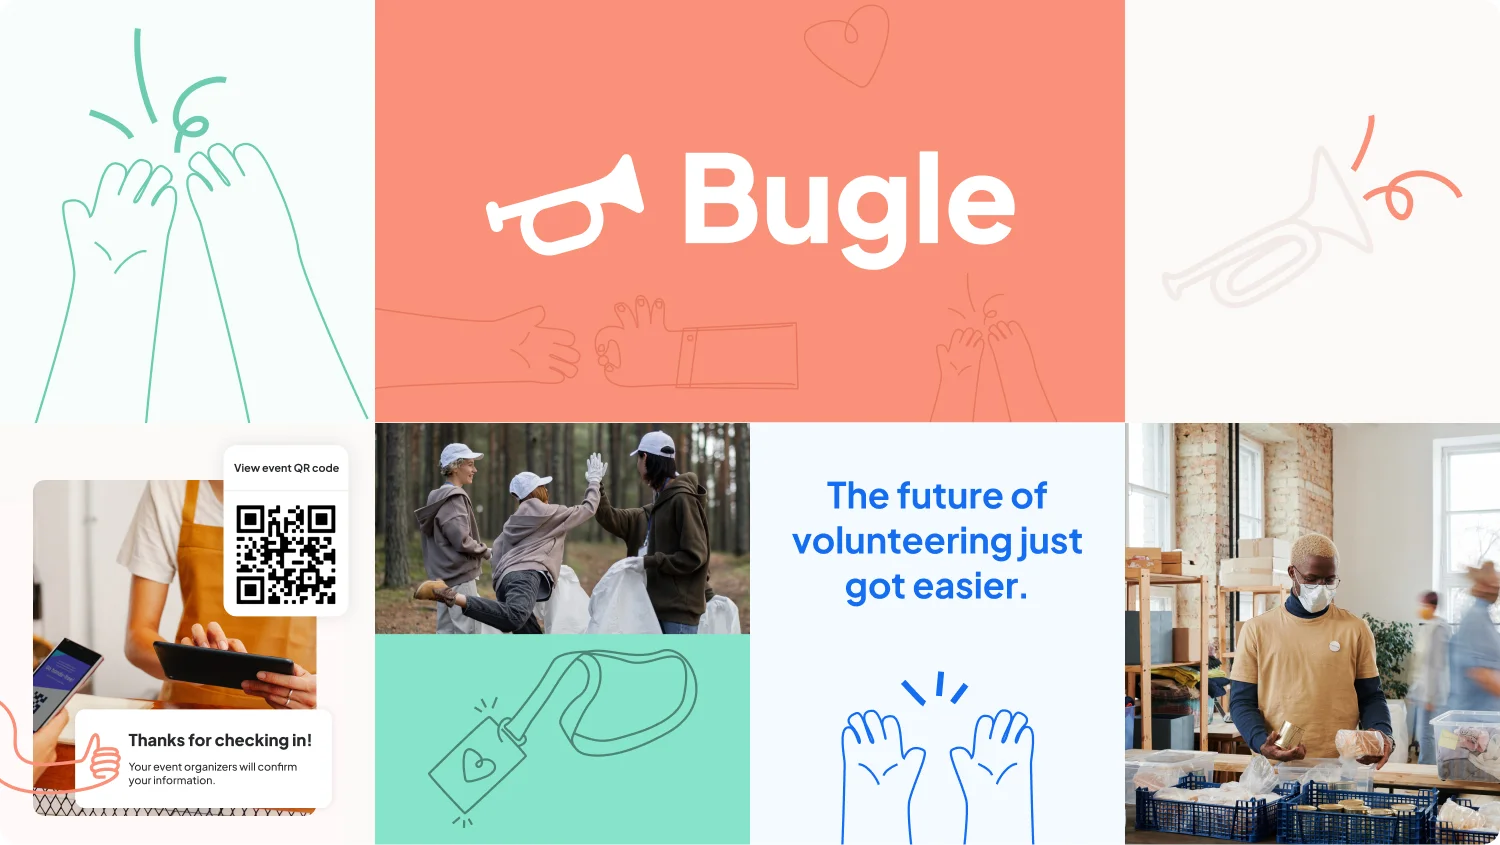 Bugle
View event QR code
Thanks for checking in!
Your event organizers will confirm
your information.
The future of
volunteering just
got easier.